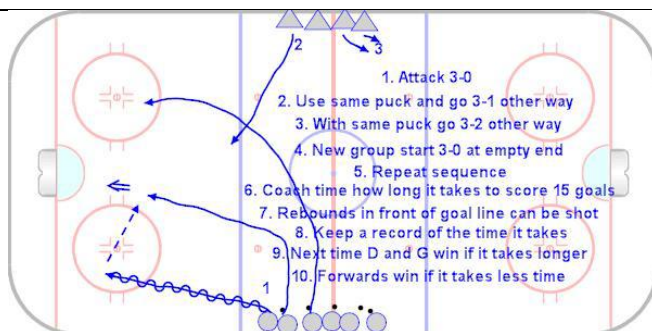 2
3
1. Attack 3-0
2. Use same puck and go 3-1 other way
3. With same puck go 3-2 other way
4. New group start 3-0 at empty end
5. Repeat sequence
6. Coach time how long it takes to score 15 goals
7. Rebounds in front of goal line can be shot
8. Keep a record of the time it takes
9. Next time D and G win if it takes longer
10. Forwards win if it takes less time
1